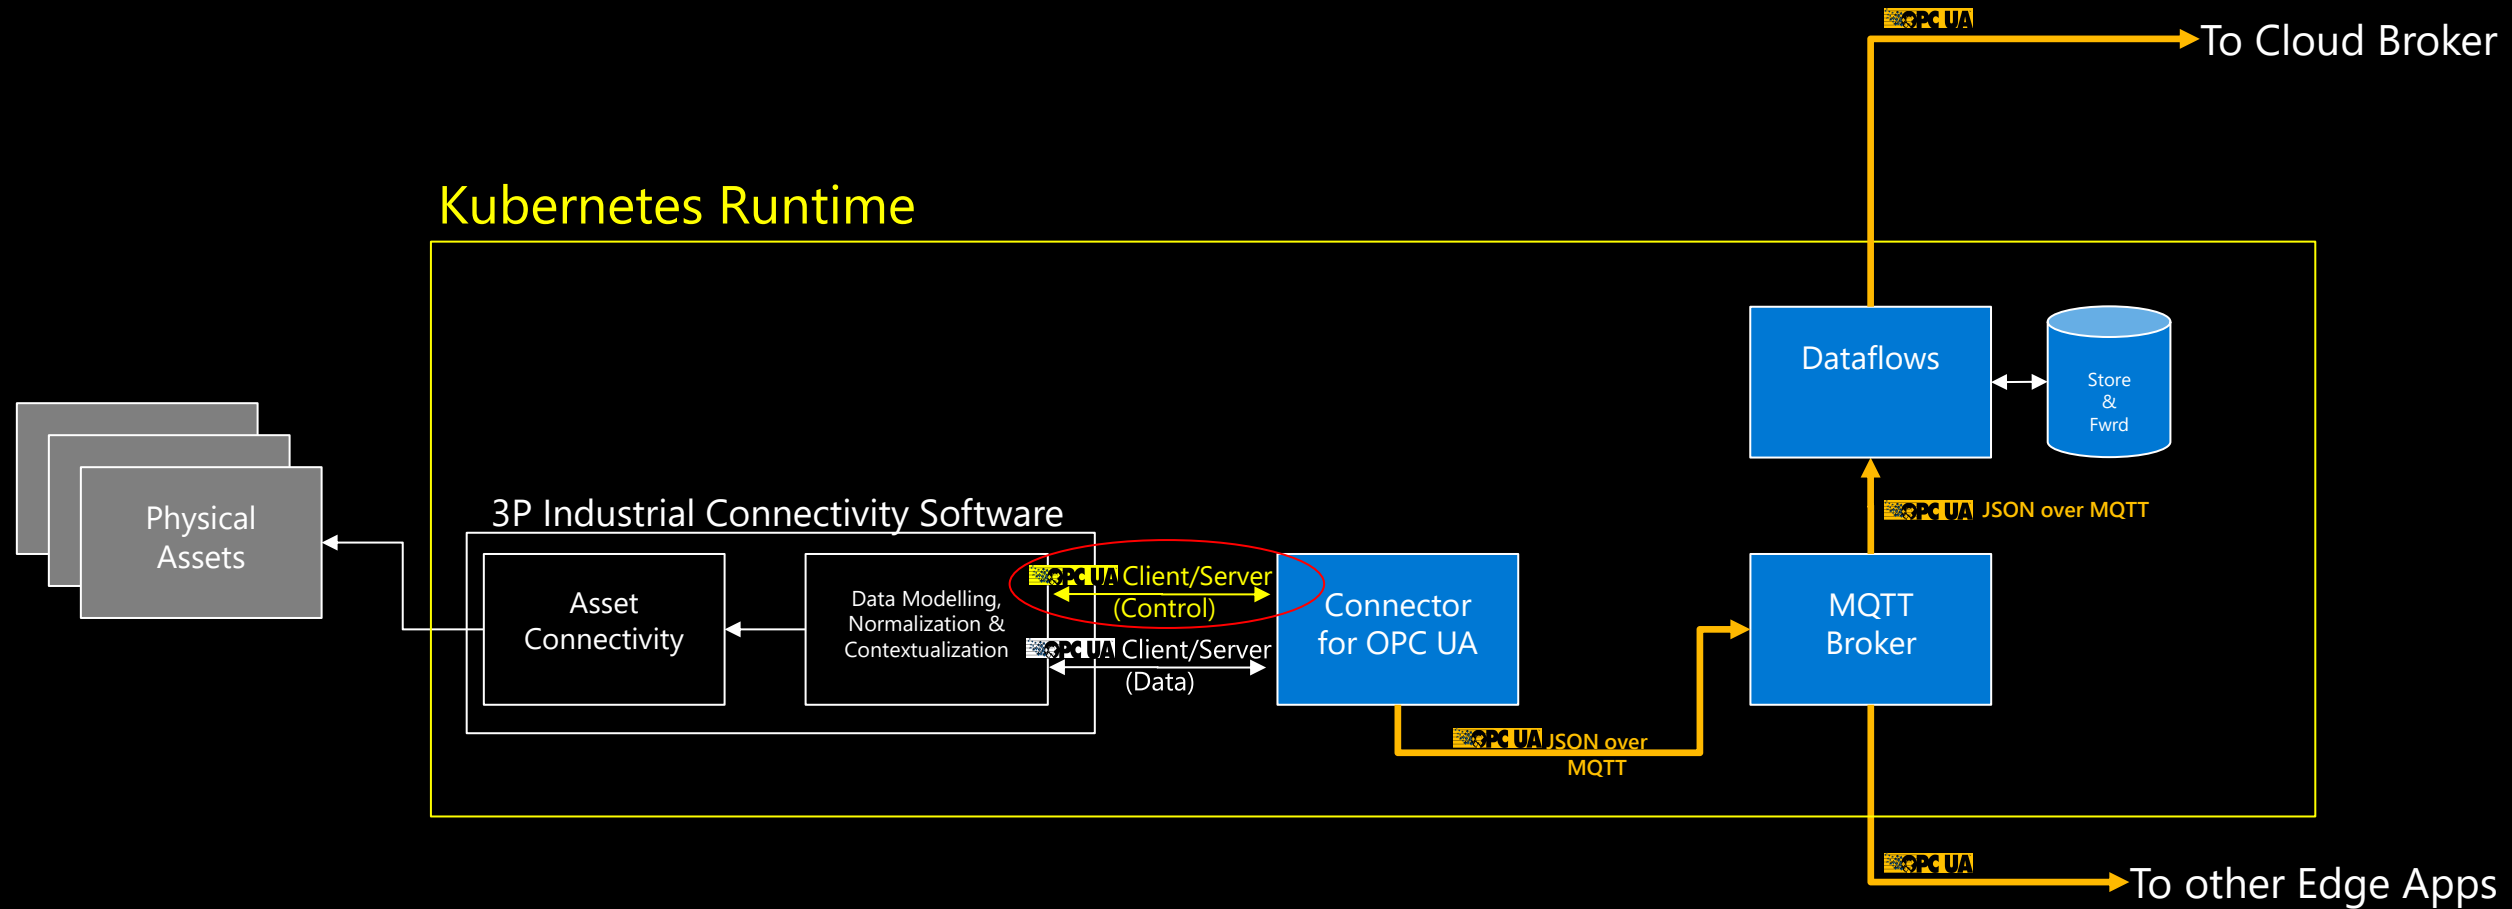 OPC UA
To Cloud Broker
Kubernetes Runtime
Dataflows
Store
&
Fwrd
OPC UA JSON over MQTT
Physical
Assets
3P Industrial Connectivity Software
Asset
Connectivity
Data Modelling,
Normalization &
Contextualization
OPC UA Client/Server
(Control)
OPC UA Client/Server
(Data)
Connector
for OPC UA
MQTT
Broker
OPC UA JSON over
MQTT
OPC UA
To other Edge Apps